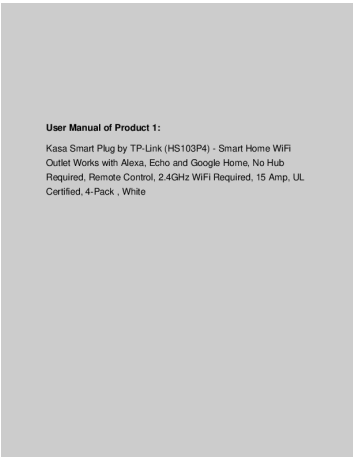 User Manual of Product 1:
Kasa Smart Plug by TP-Link (HS103P4) - Smart Home WiFi
Outlet Works with Alexa, Echo and Google Home, No Hub
Required, Remote Control, 2.4GHz WiFi Required, 15 Amp, UL
Certified, 4-Pack , White